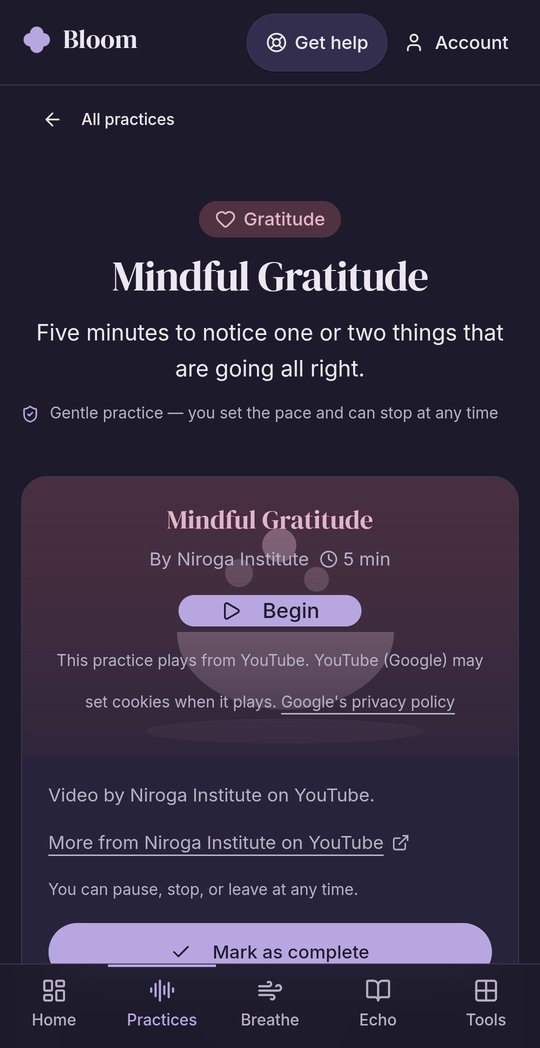 Bloom
Get help
Account
All practices
Gratitude
Mindful Gratitude
Five minutes to notice one or two things that
are going all right.
Gentle practice — you set the pace and can stop at any time
Mindful Gratitude
By Niroga Institute 5 min
Begin
This practice plays from YouTube. YouTube (Google) may
set cookies when it plays. Google's privacy policy
Video by Niroga Institute on YouTube.
More from Niroga Institute on YouTube
You can pause, stop, or leave at any time.
Mark as complete
Home
Practices
Breathe
Echo
Tools